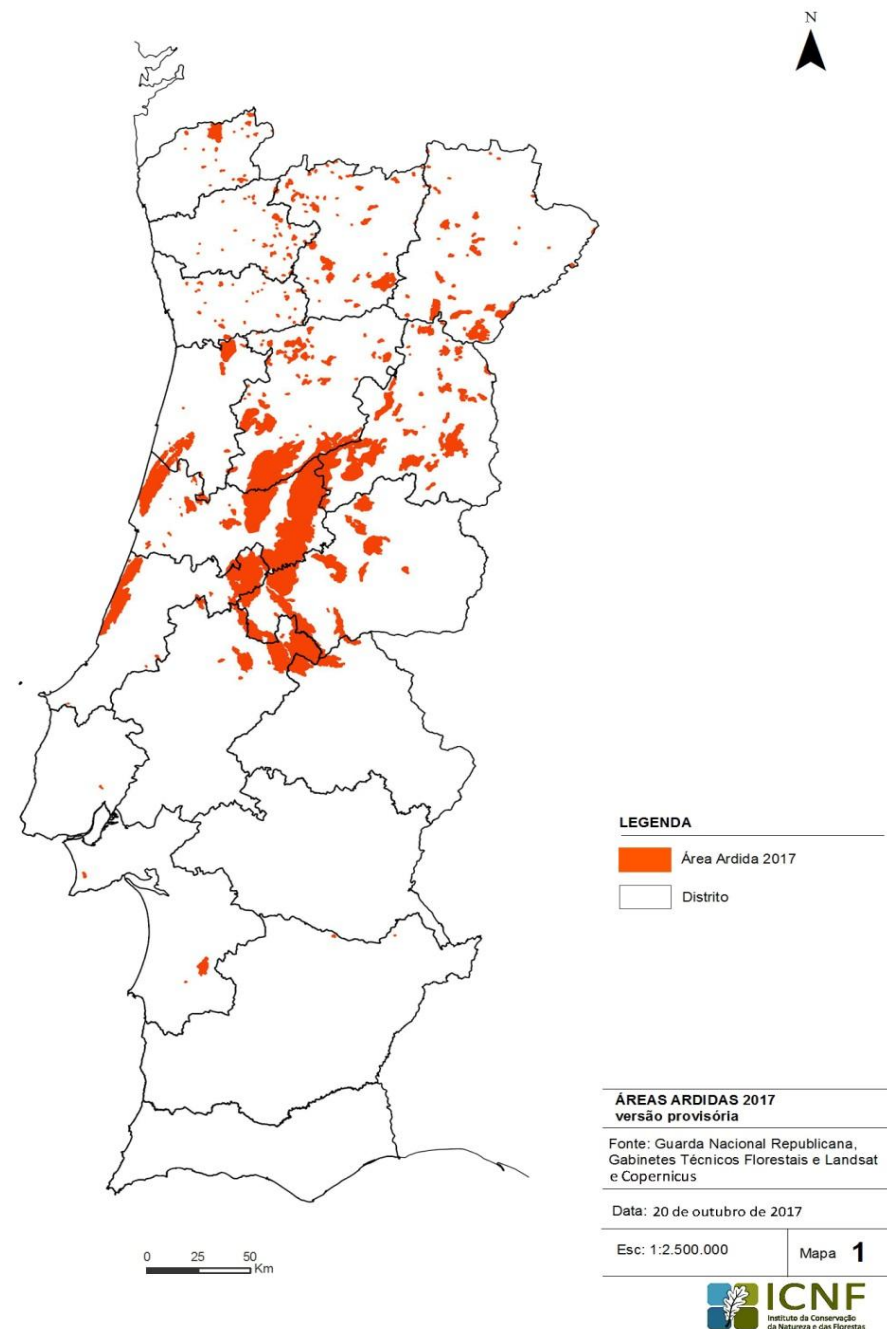 N
LEGENDA
Área Ardida 2017
Distrito
ÁREAS ARDIDAS 2017
versão provisória
Fonte: Guarda Nacional Republicana,
Gabinetes Técnicos Florestais e Landsat
e Copernicus
Data: 20 de outubro de 2017
Esc: 1:2.500.000
Mapa 1
0 25 50
Km
ICNF
Instituto da Conservação
da Natureza e das Florestas